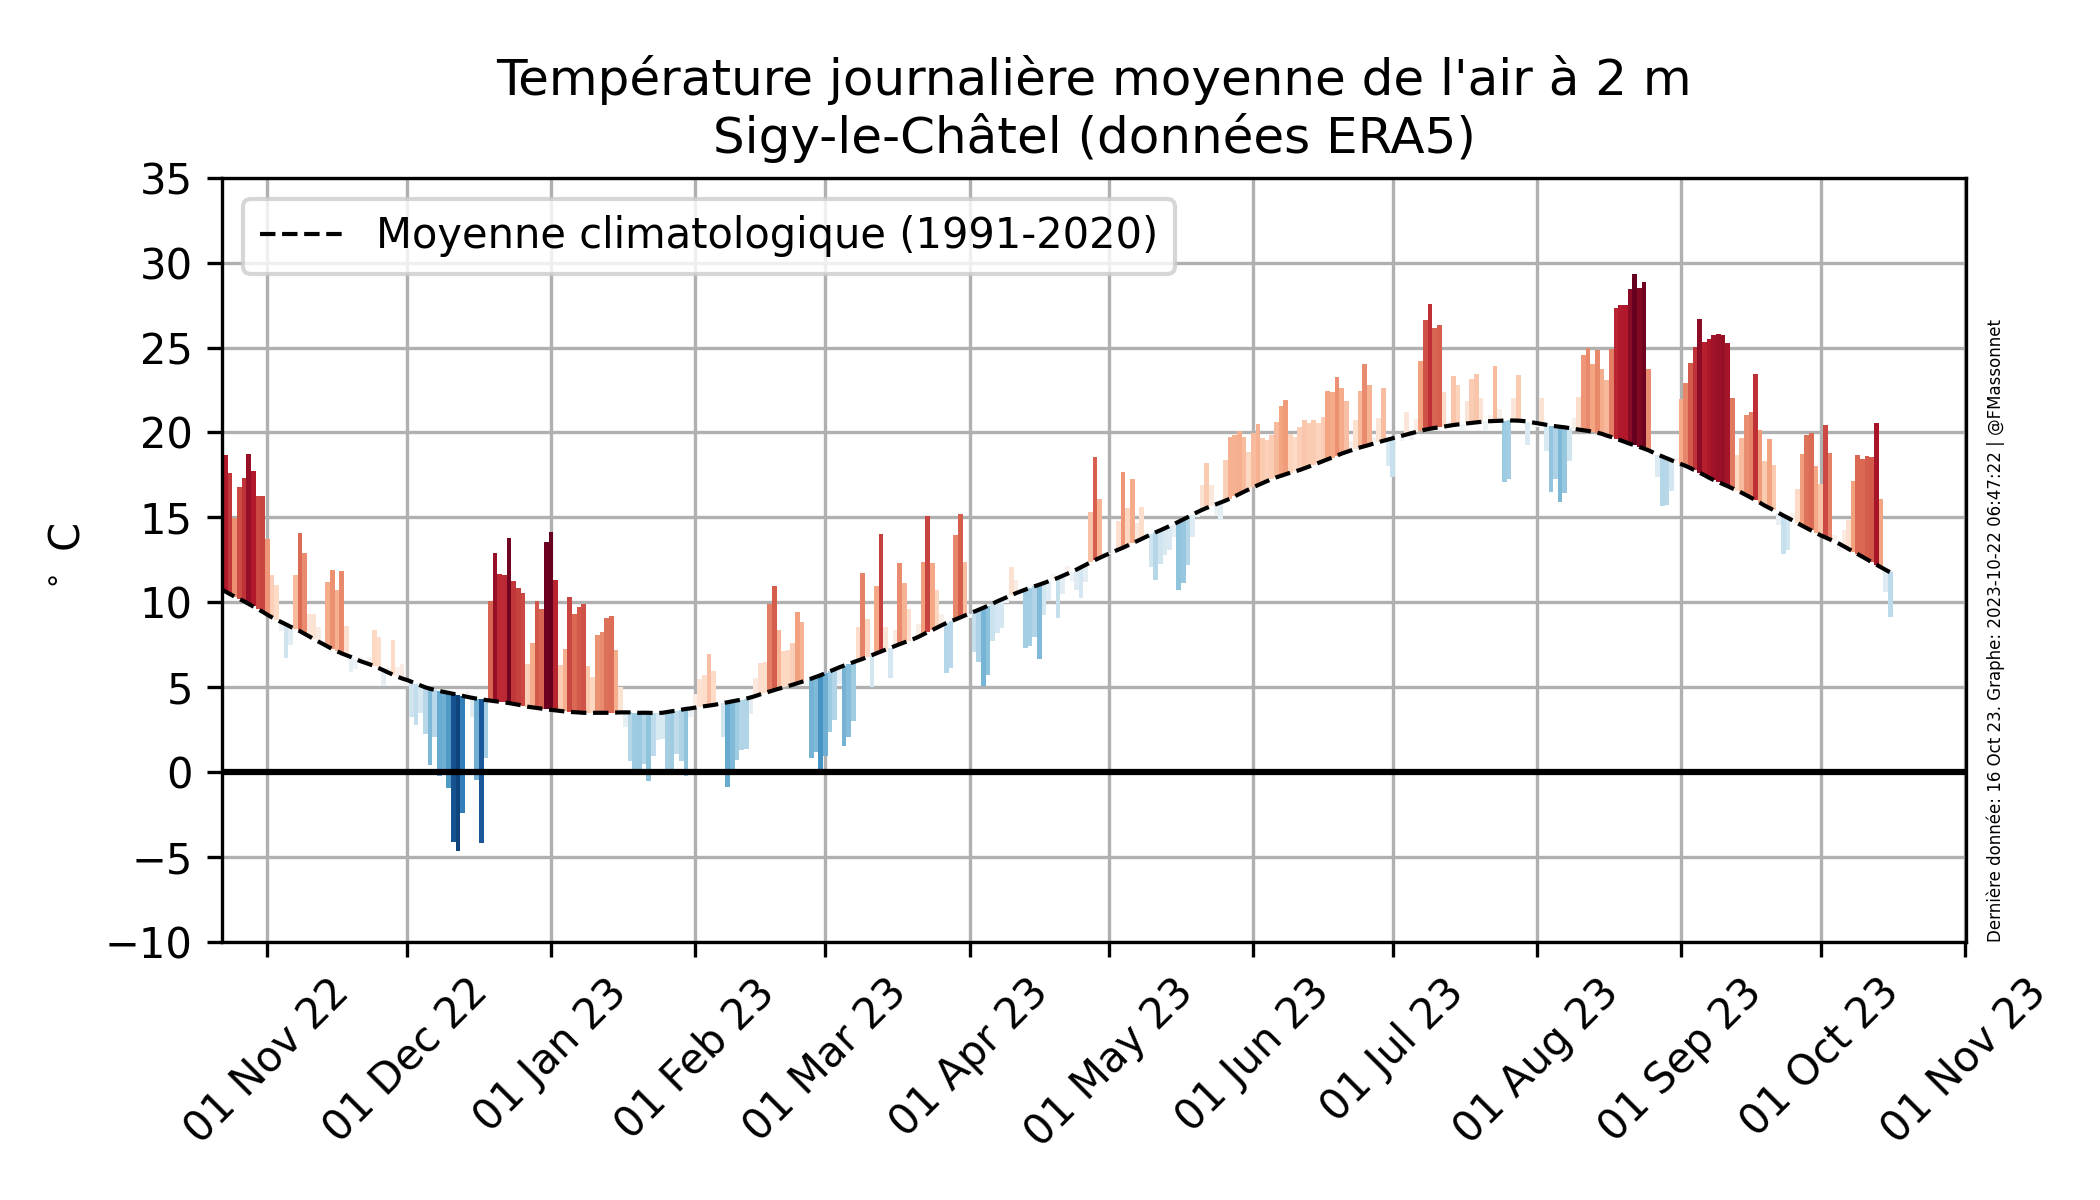 Température journalière moyenne de l'air à 2 m
Sigy-le-Châtel (données ERA5)
Moyenne climatologique (1991-2020)
° C
35
30
25
20
15
10
5
0
−5
−10
01 Nov 22
01 Dec 22
01 Jan 23
01 Feb 23
01 Mar 23
01 Apr 23
01 May 23
01 Jun 23
01 Jul 23
01 Aug 23
01 Sep 23
01 Oct 23
01 Nov 23
Dernière donnée: 16 Oct 23. Graphe: 2023-10-22 06:47:22 | @FMassonnet